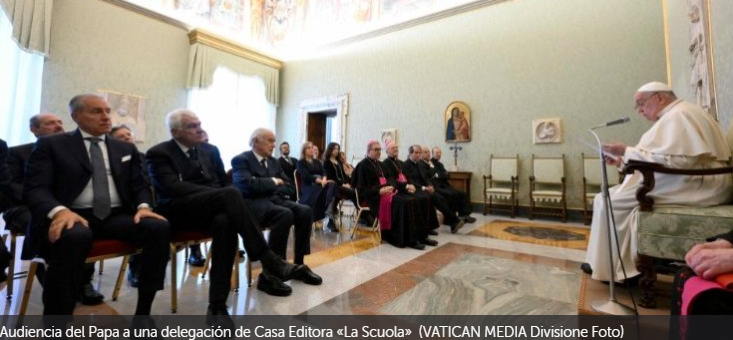 Audiencia del Papa a una delegación de Casa Editora «La Scuola» (VATICAN MEDIA Divisione Foto)